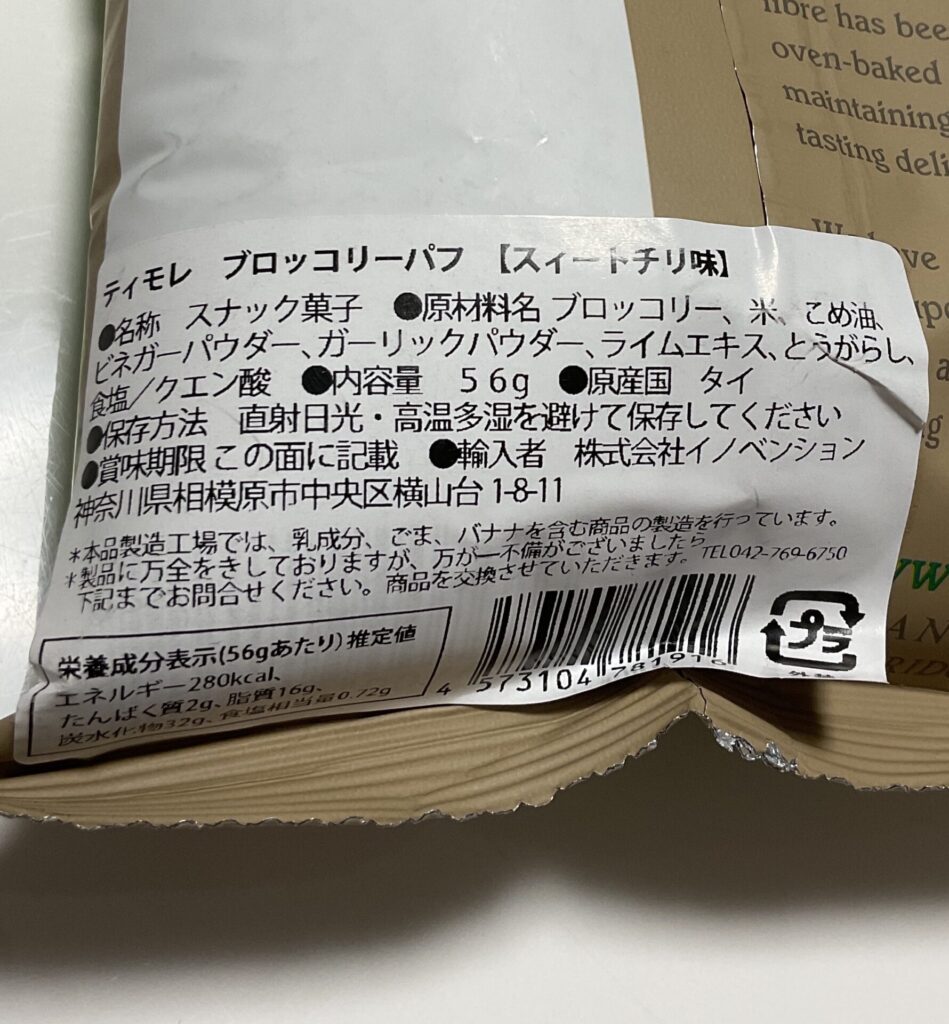 fibre has bee
oven-baked
maintaining
tasting deli
We
ve
ティモレ ブロッコリーパフ 【スィートチリ味】
●名称 スナック菓子 ●原材料名 ブロッコリー、米、こめ油、
ビネガーパウダー、ガーリックパウダー、ライムエキス、とうがらし、
食塩／クエン酸 ●内容量 56g ●原産国 タイ
●保存方法 直射日光・高温多湿を避けて保存してください
●賞味期限 この面に記載 ●輸入者 株式会社イノベンション
神奈川県相模原市中央区横山台1-8-11
*本品製造工場では、乳成分、ごま、バナナを含む商品の製造を行っています。
*製品に万全をきしておりますが、万が一不備がございましたら
下記までお問合せください。商品を交換させていただきます。 TEL042-769-6750
栄養成分表示(56gあたり)推定値
エネルギー280kcal、
たんぱく質2g、脂質16g、
炭水化物32g、食塩相当量0.72g
4 573104 781916
プラ
外装